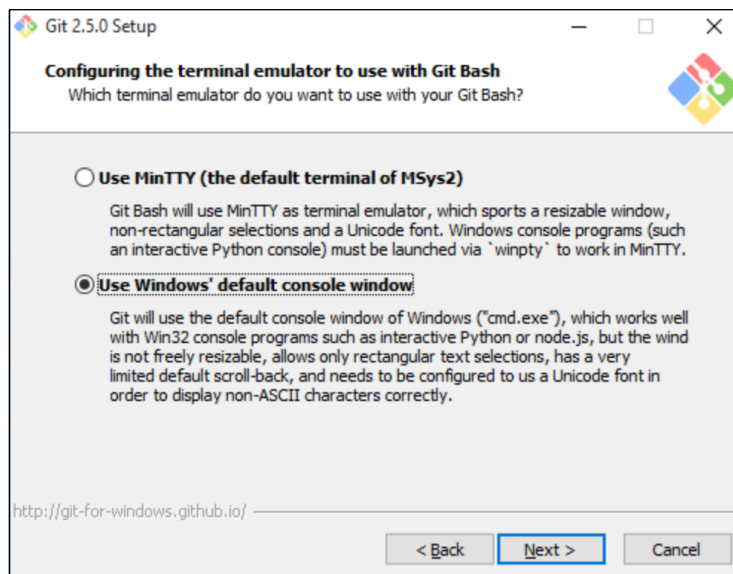 Git 2.5.0 Setup
Configuring the terminal emulator to use with Git Bash
Which terminal emulator do you want to use with your Git Bash?
Use MinTTY (the default terminal of MSys2)
Git Bash will use MinTTY as terminal emulator, which sports a resizable window,
non-rectangular selections and a Unicode font. Windows console programs (such
an interactive Python console) must be launched via `winpty` to work in MinTTY.
Use Windows' default console window
Git will use the default console window of Windows ("cmd.exe"), which works well
with Win32 console programs such as interactive Python or node.js, but the wind
is not freely resizable, allows only rectangular text selections, has a very
limited default scroll-back, and needs to be configured to us a Unicode font in
order to display non-ASCII characters correctly.
http://git-for-windows.github.io/
< Back Next > Cancel